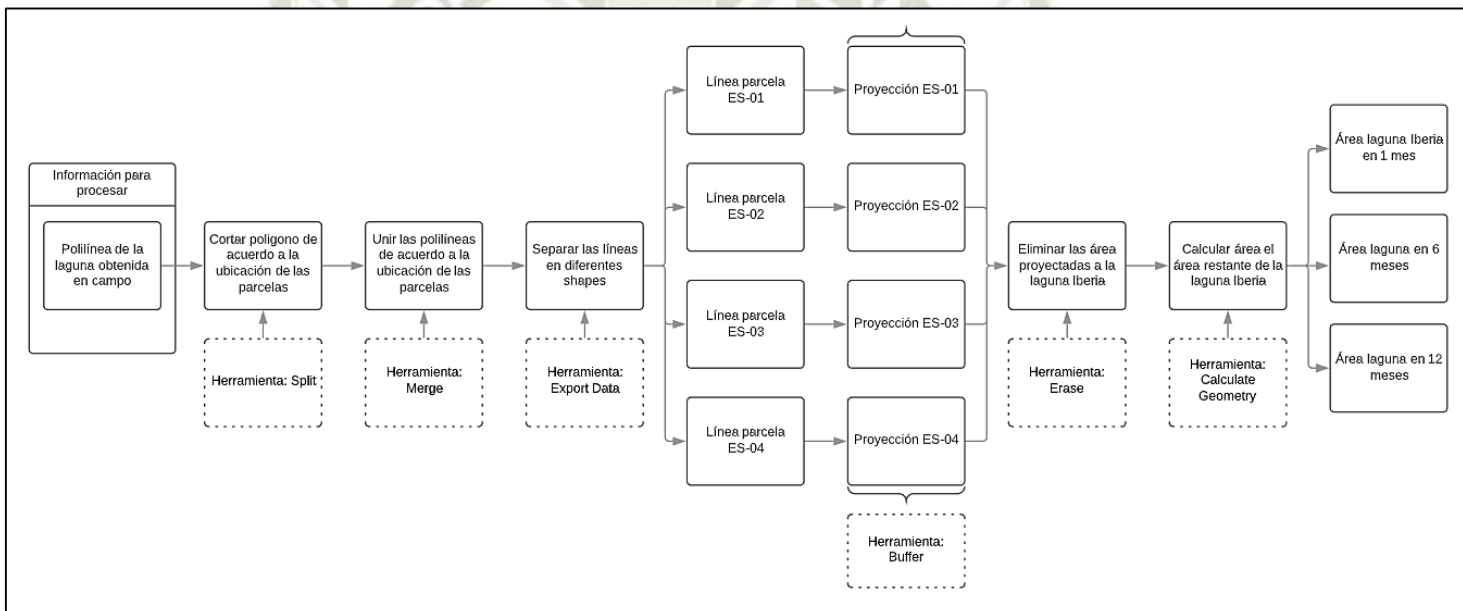 Información para
procesar
Polilínea de la
laguna obtenida
en campo
Cortar poligono de
acuerdo a la
ubicación de las
parcelas
Herramienta: Split
Unir las polilíneas
de acuerdo a la
ubicación de las
parcelas
Herramienta:
Merge
Separar las líneas
en diferentes
shapes
Herramienta:
Export Data
Línea parcela
ES-01
Proyección ES-01
Línea parcela
ES-02
Proyección ES-02
Línea parcela
ES-03
Proyección ES-03
Línea parcela
ES-04
Proyección ES-04
Herramienta:
Buffer
Eliminar las área
proyectadas a la
laguna Iberia
Herramienta:
Erase
Calcular área el
área restante de la
laguna Iberia
Herramienta:
Calculate
Geometry
Área laguna Iberia
en 1 mes
Área laguna en 6
meses
Área laguna en 12
meses